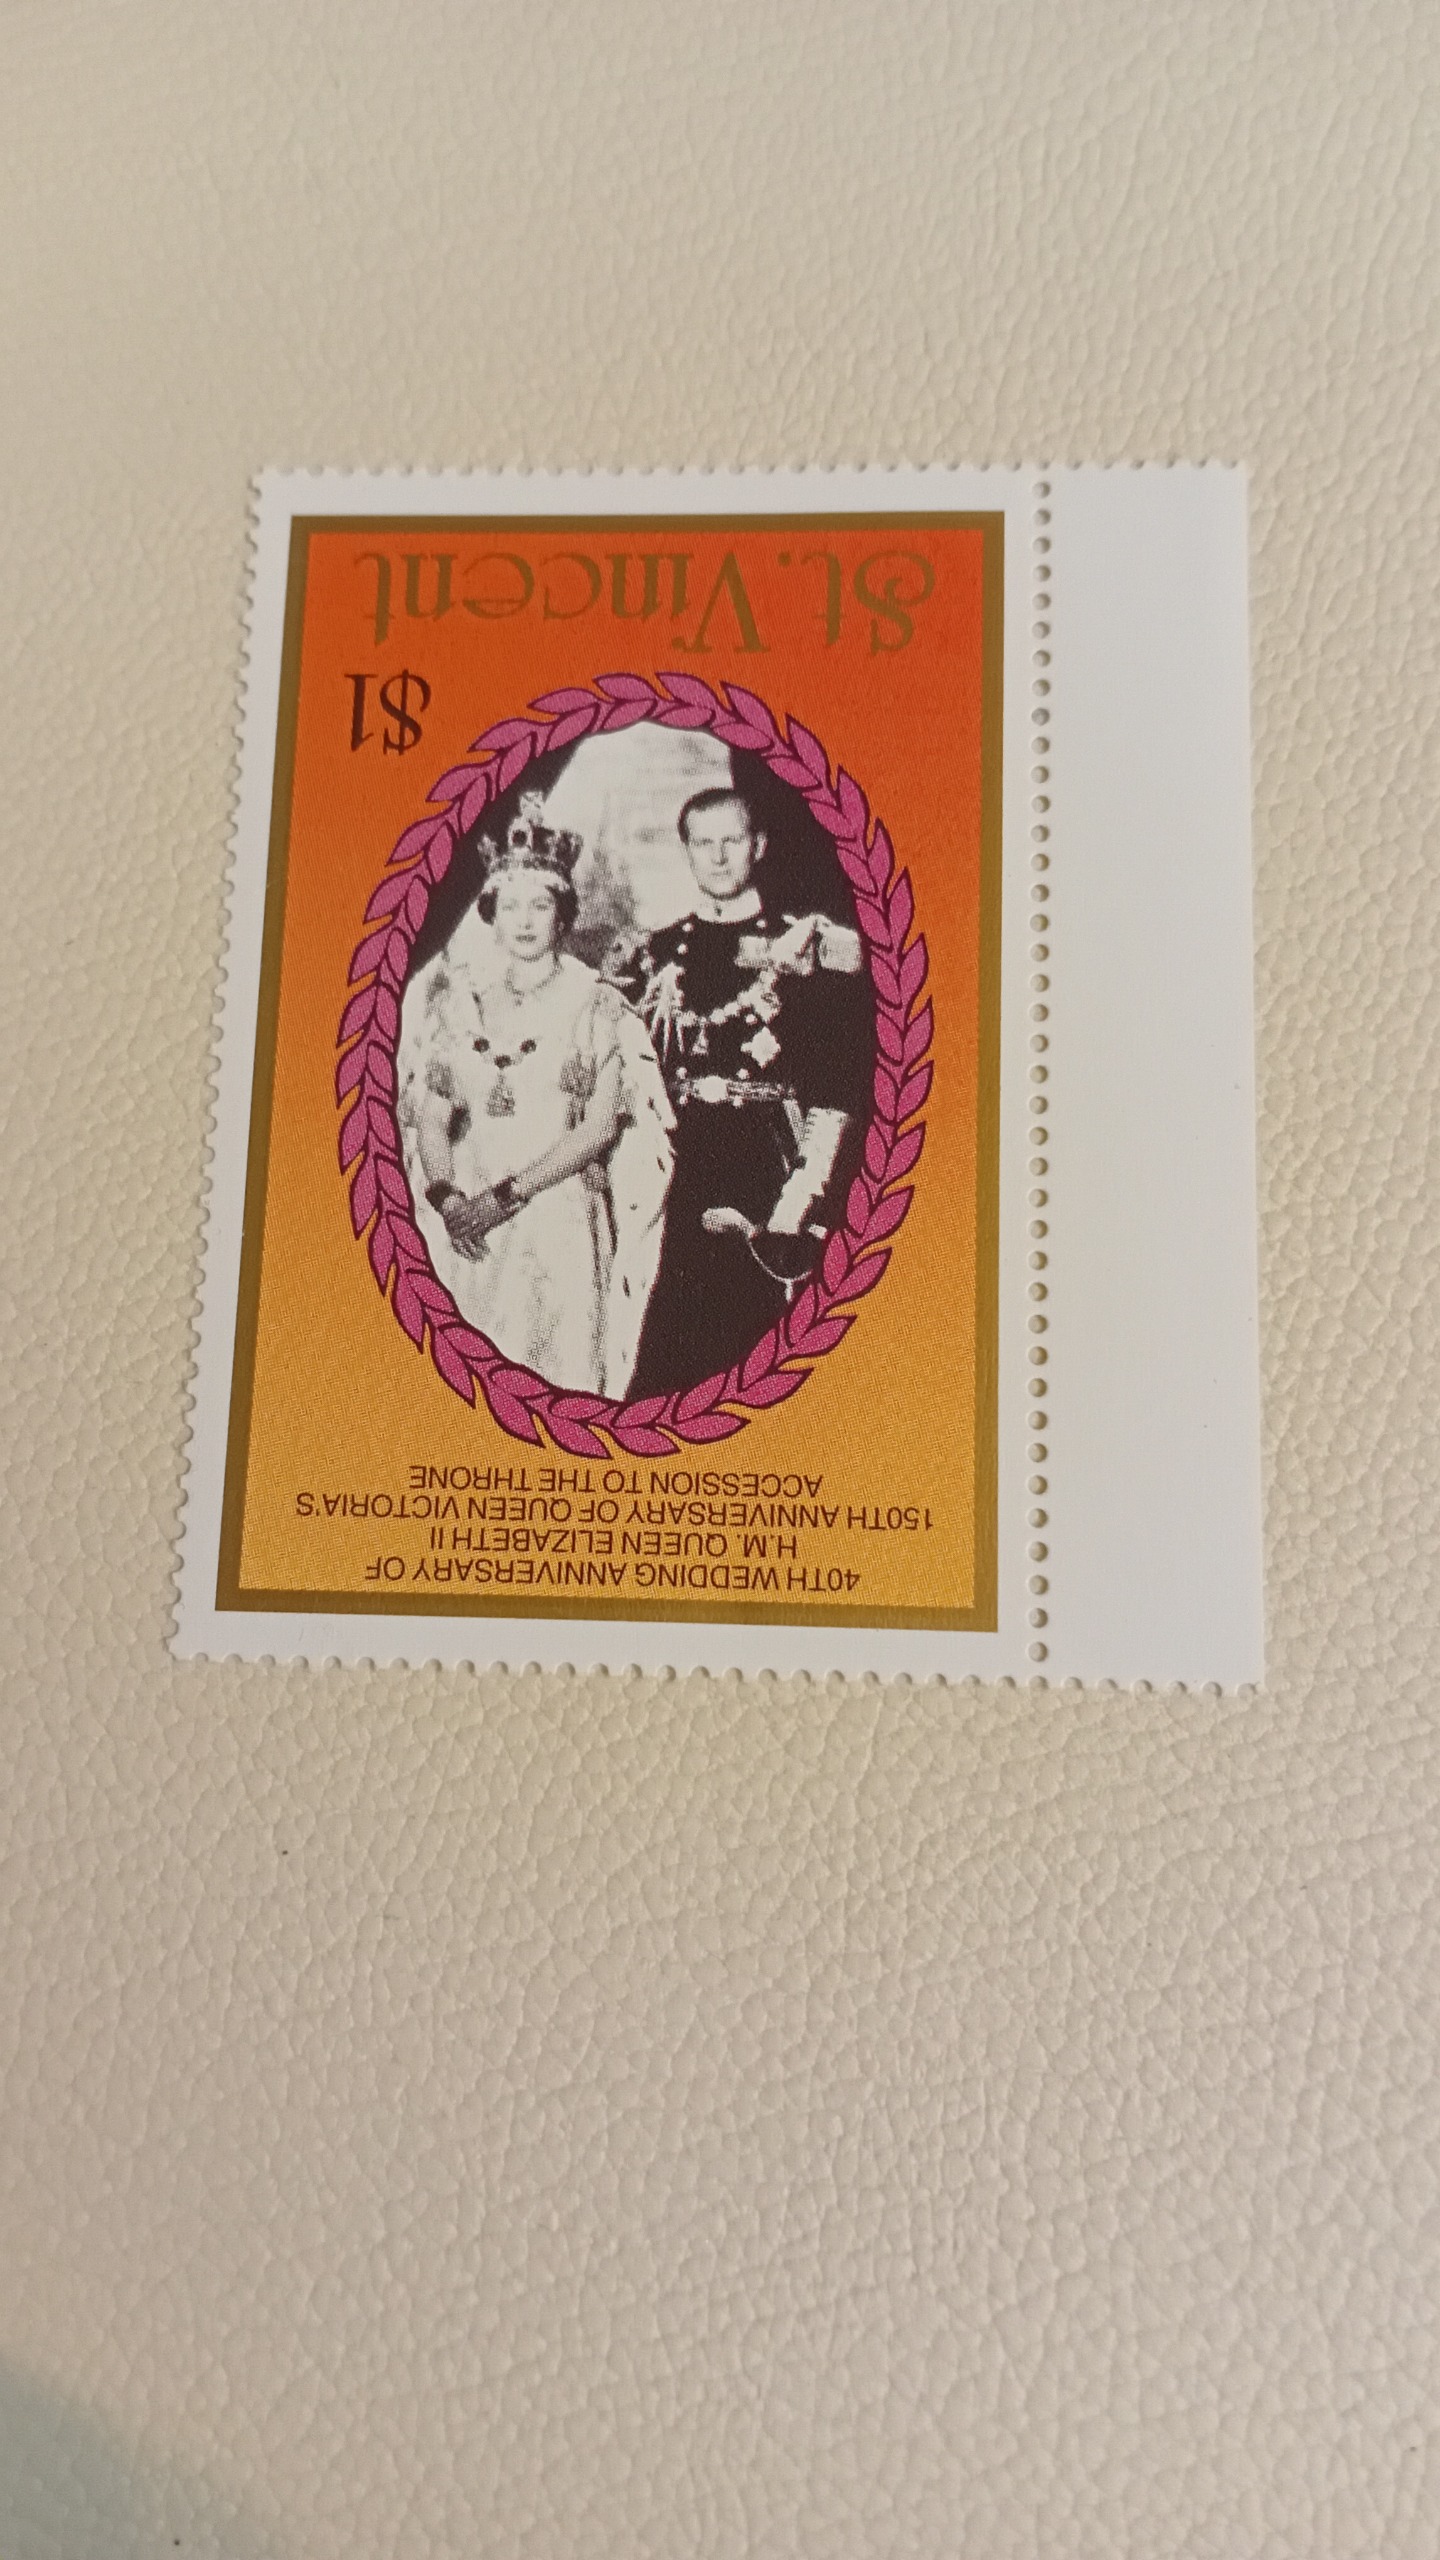 40TH WEDDING ANNIVERSARY OF
H.M. QUEEN ELIZABETH II
150TH ANNIVERSARY OF QUEEN VICTORIA'S
ACCESSION TO THE THRONE
$1
St. Vincent